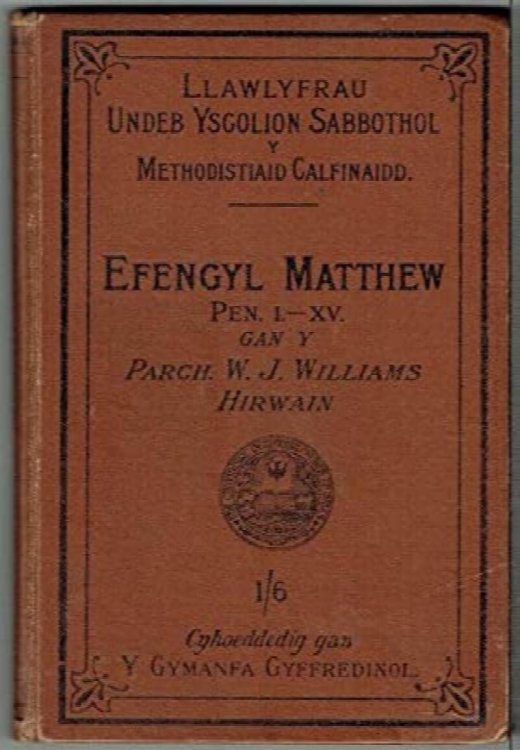 LLAWLYFRAU
UNDEB YSGOLION SABBOTHOL
Y
METHODISTIAID CALFINAIDD.
EFENGYL MATTHEW
PEN. I.—XV.
GAN Y
PARCH. W. J. WILLIAMS
HIRWAIN
1/6
Cyhoeddedig gan
Y GYMANFA GYFFREDINOL.